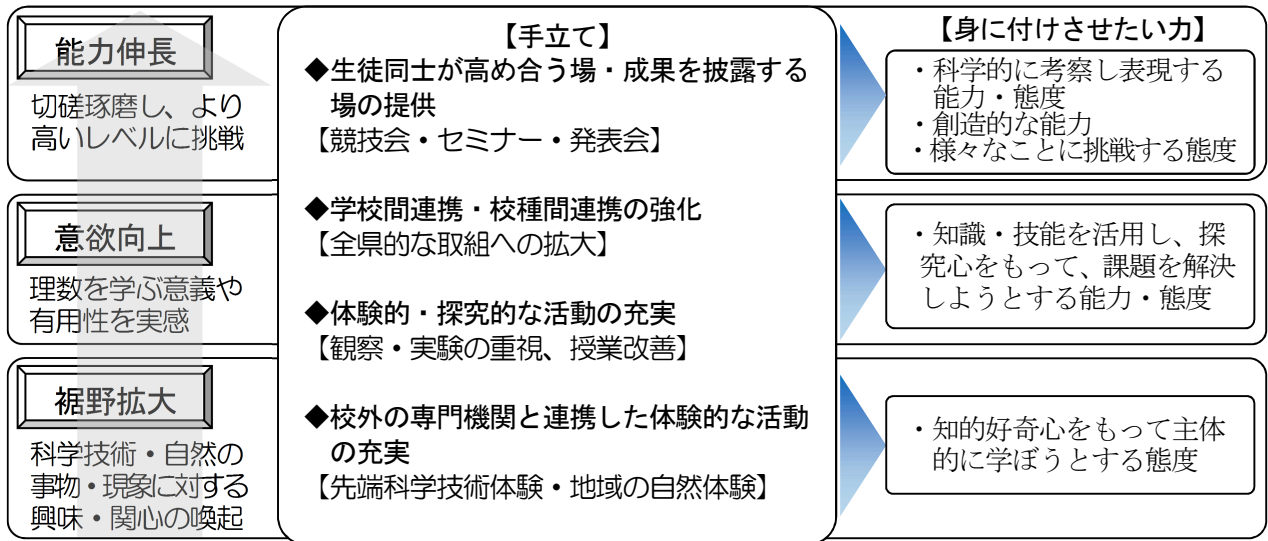 能力伸長
切磋琢磨し、より
高いレベルに挑戦
意欲向上
理数を学ぶ意義や
有用性を実感
裾野拡大
科学技術・自然の
事物・現象に対する
興味・関心の喚起
【手立て】
◆生徒同士が高め合う場・成果を披露する
場の提供
【競技会・セミナー・発表会】
◆学校間連携・校種間連携の強化
【全県的な取組への拡大】
◆体験的・探究的な活動の充実
【観察・実験の重視、授業改善】
◆校外の専門機関と連携した体験的な活動
の充実
【先端科学技術体験・地域の自然体験】
【身に付けさせたい力】
・科学的に考察し表現する
能力・態度
・創造的な能力
・様々なことに挑戦する態度
・知識・技能を活用し、探
究心をもって、課題を解決
しようとする能力・態度
・知的好奇心をもって主体
的に学ぼうとする態度